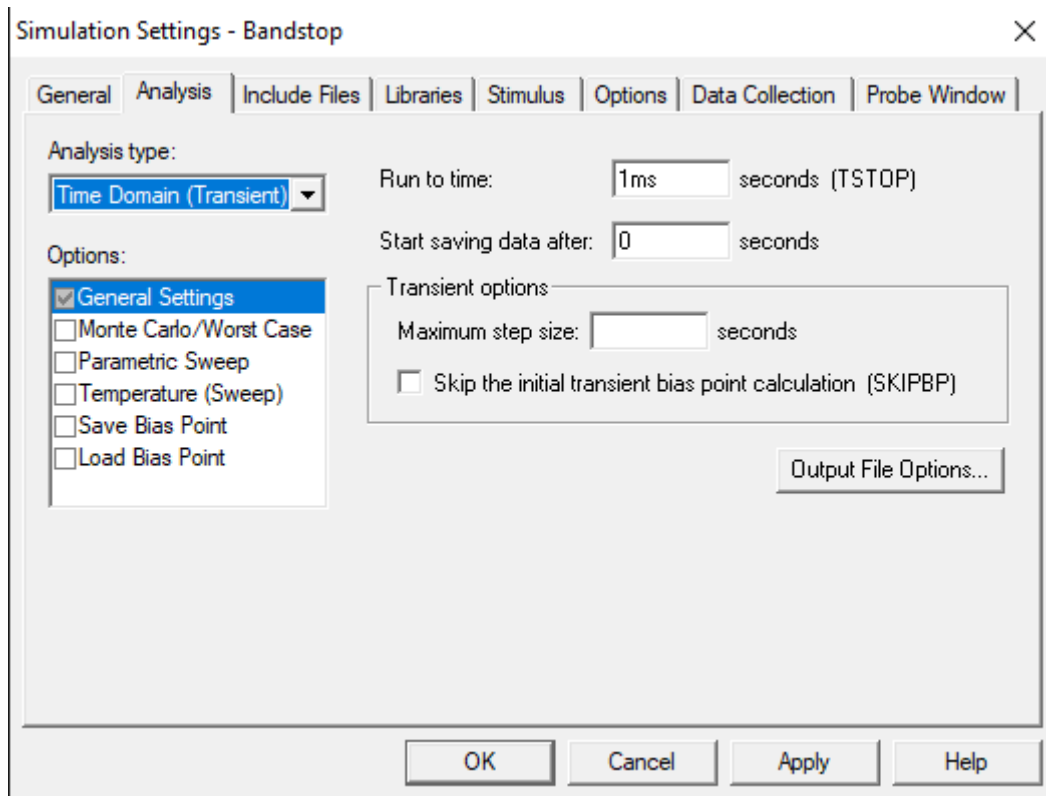 Simulation Settings - Bandstop
General Analysis Include Files Libraries Stimulus Options Data Collection Probe Window
Analysis type:
Time Domain (Transient)
Options:
General Settings
Monte Carlo/Worst Case
Parametric Sweep
Temperature (Sweep)
Save Bias Point
Load Bias Point
Run to time: 1ms seconds (TSTOP)
Start saving data after: 0 seconds
Transient options
Maximum step size: seconds
Skip the initial transient bias point calculation (SKIPBP)
Output File Options...
OK Cancel Apply Help